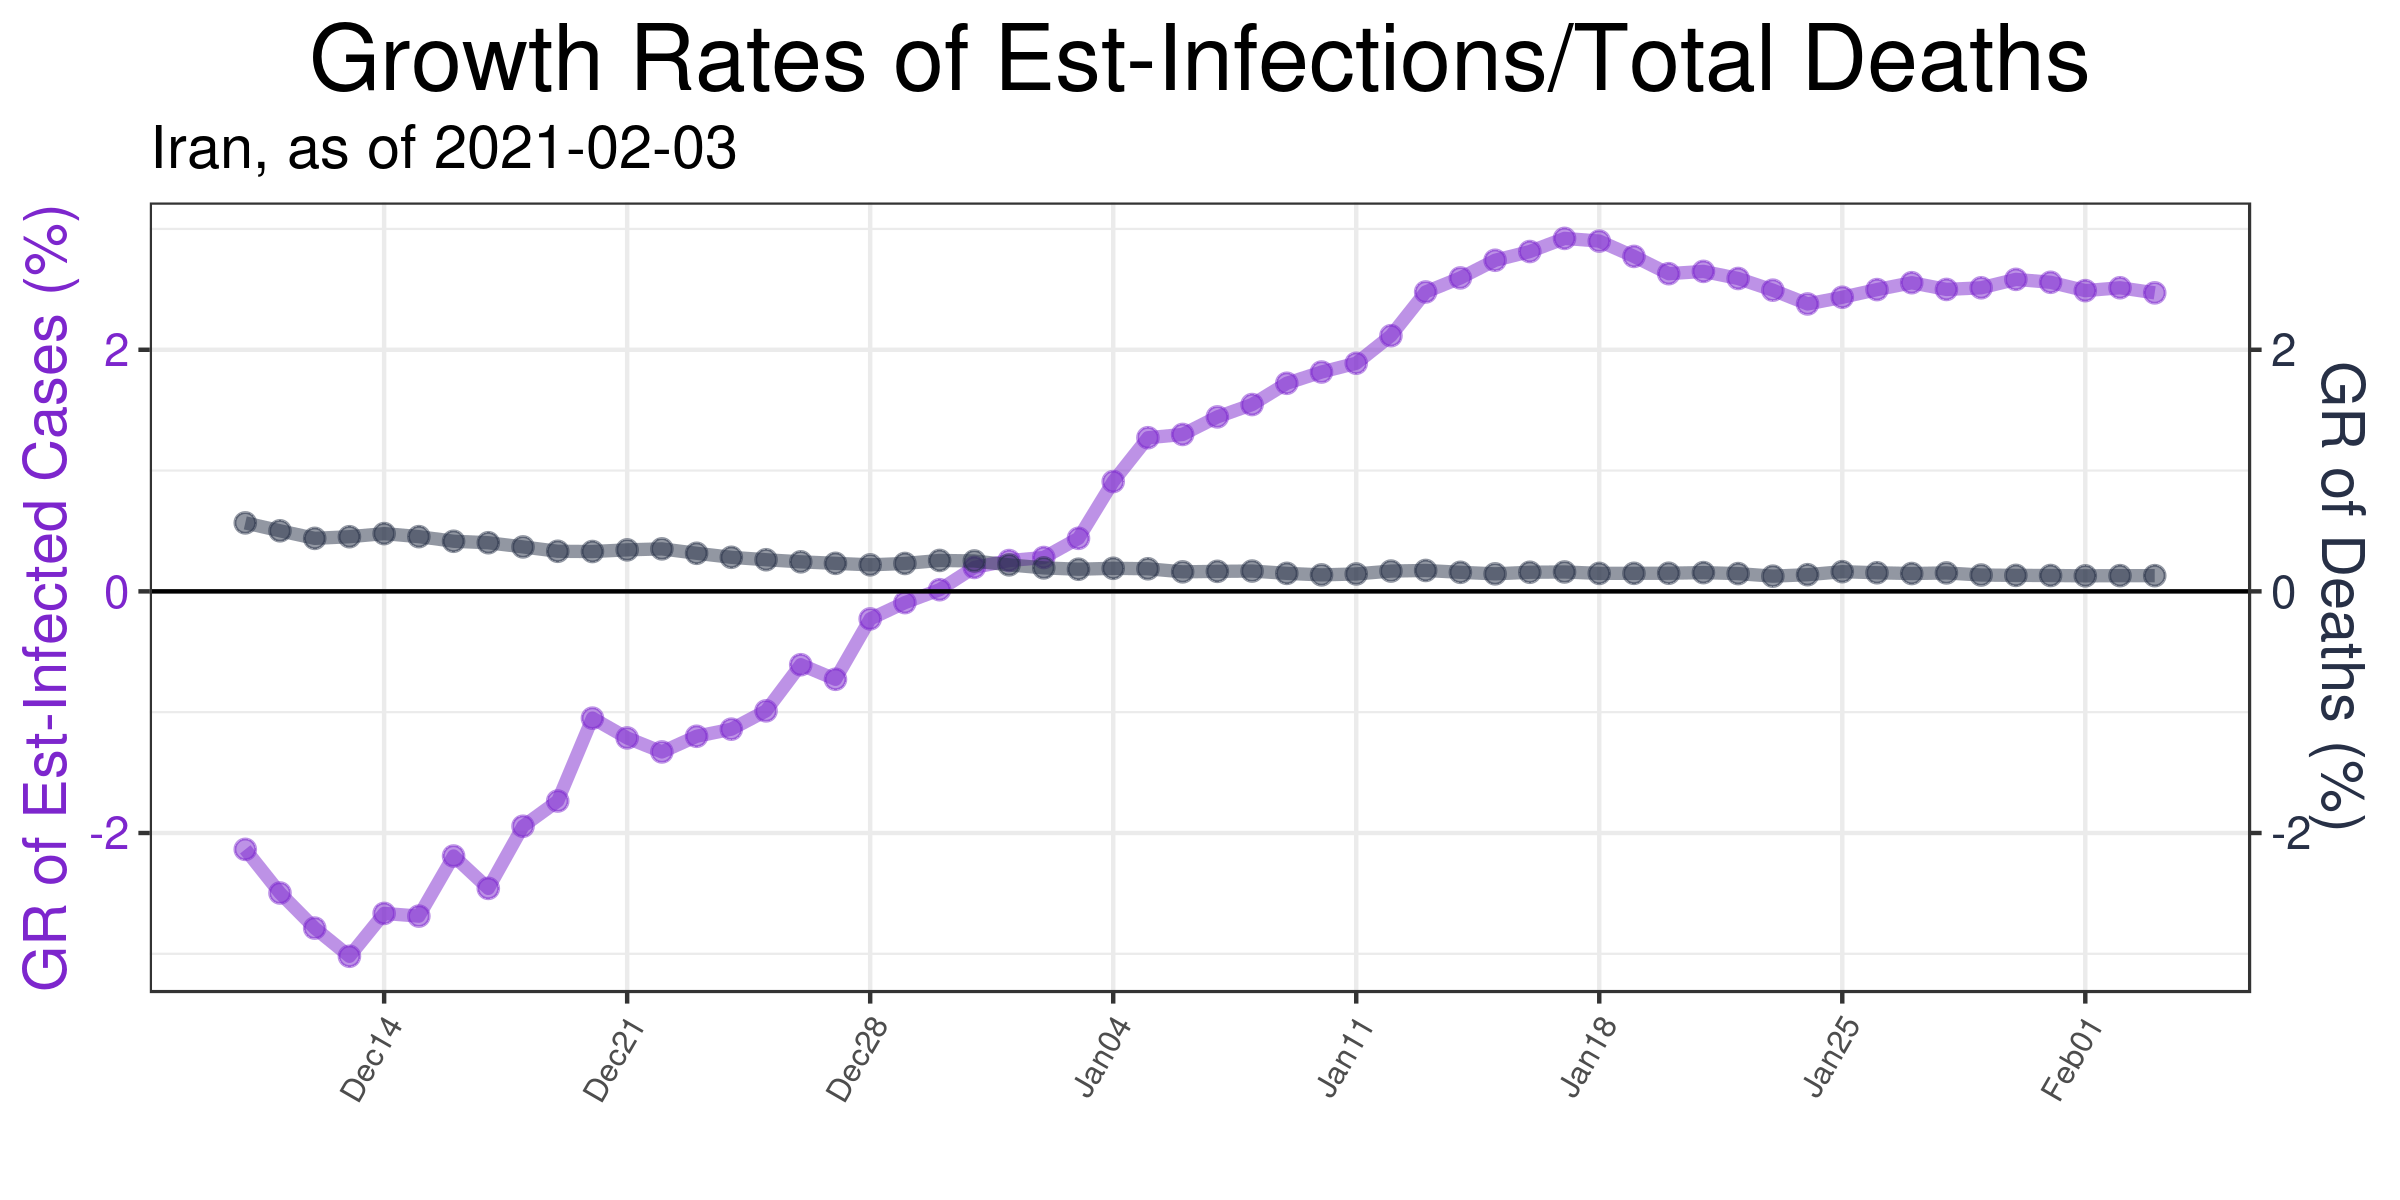 Growth Rates of Est-Infections/Total Deaths
Iran, as of 2021-02-03
GR of Est-Infected Cases (%)
2
0
-2
2
0
-2
GR of Deaths (%)
Dec14
Dec21
Dec28
Jan04
Jan11
Jan18
Jan25
Feb01